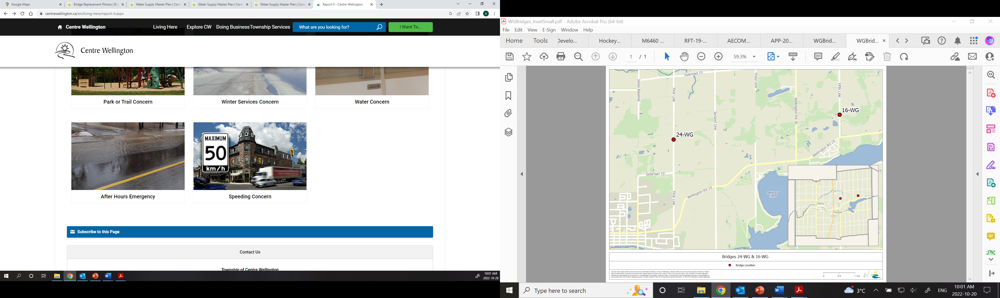 Google Maps
Bridge Replacement Photos | Bri
Water Supply Master Plan | Conn
Water Supply Master Plan | Conn
Water Supply Master Plan | Conn
Report It - Centre Wellington
centrewellington.ca/en/living-here/report-it.aspx
A
Centre Wellington
Living Here
Explore CW
Doing Business
Township Services
What are you looking for?
I Want To...
Centre Wellington
Park or Trail Concern
Winter Services Concern
Water Concern
MAXIMUM
50
km/h
After Hours Emergency
Speeding Concern
Subscribe to this Page
Contact Us
Township of Centre Wellington
10:01 AM
2022-10-20
WGBridges_InsetSmall.pdf - Adobe Acrobat Pro (64-bit)
File Edit View E-Sign Window Help
Home
Tools
Develo...
Hockey...
M6460 ...
RFT-19-...
AECOM...
APP-20...
WGBrid...
WGBrid...
1 / 1
59.3%
Sideroad 15
Jones Baseline
First Line
Second Line
Third Line
Wellington Rd 16
Fifth Line
16-WG
24-WG
Wellington Rd 19
Sideroad 10
First Line
Wellington Rd 19
Belwood
Lake
Elora
Fergus
Bridges 24-WG & 16-WG
Bridge Location
0 0.5 1 km
Type here to search
3°C
ENG
10:01 AM
2022-10-20